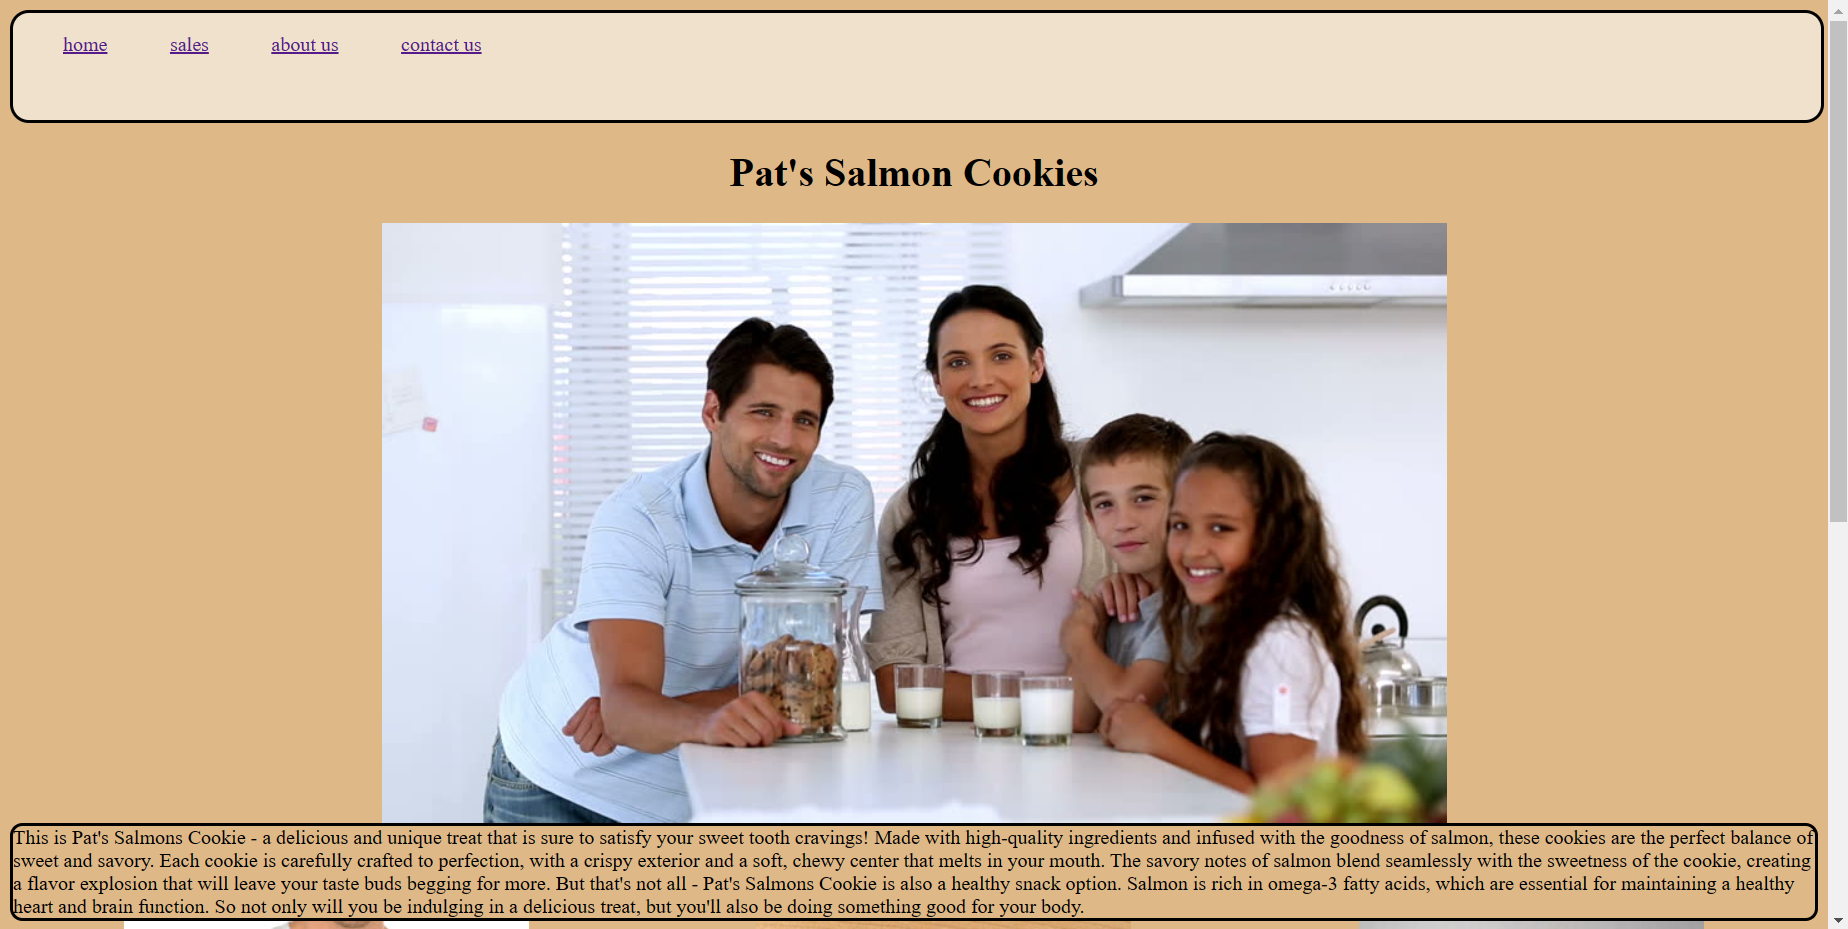 home sales about us contact us
Pat's Salmon Cookies
This is Pat's Salmons Cookie - a delicious and unique treat that is sure to satisfy your sweet tooth cravings! Made with high-quality ingredients and infused with the goodness of salmon, these cookies are the perfect balance of
sweet and savory. Each cookie is carefully crafted to perfection, with a crispy exterior and a soft, chewy center that melts in your mouth. The savory notes of salmon blend seamlessly with the sweetness of the cookie, creating
a flavor explosion that will leave your taste buds begging for more. But that's not all - Pat's Salmons Cookie is also a healthy snack option. Salmon is rich in omega-3 fatty acids, which are essential for maintaining a healthy
heart and brain function. So not only will you be indulging in a delicious treat, but you'll also be doing something good for your body.